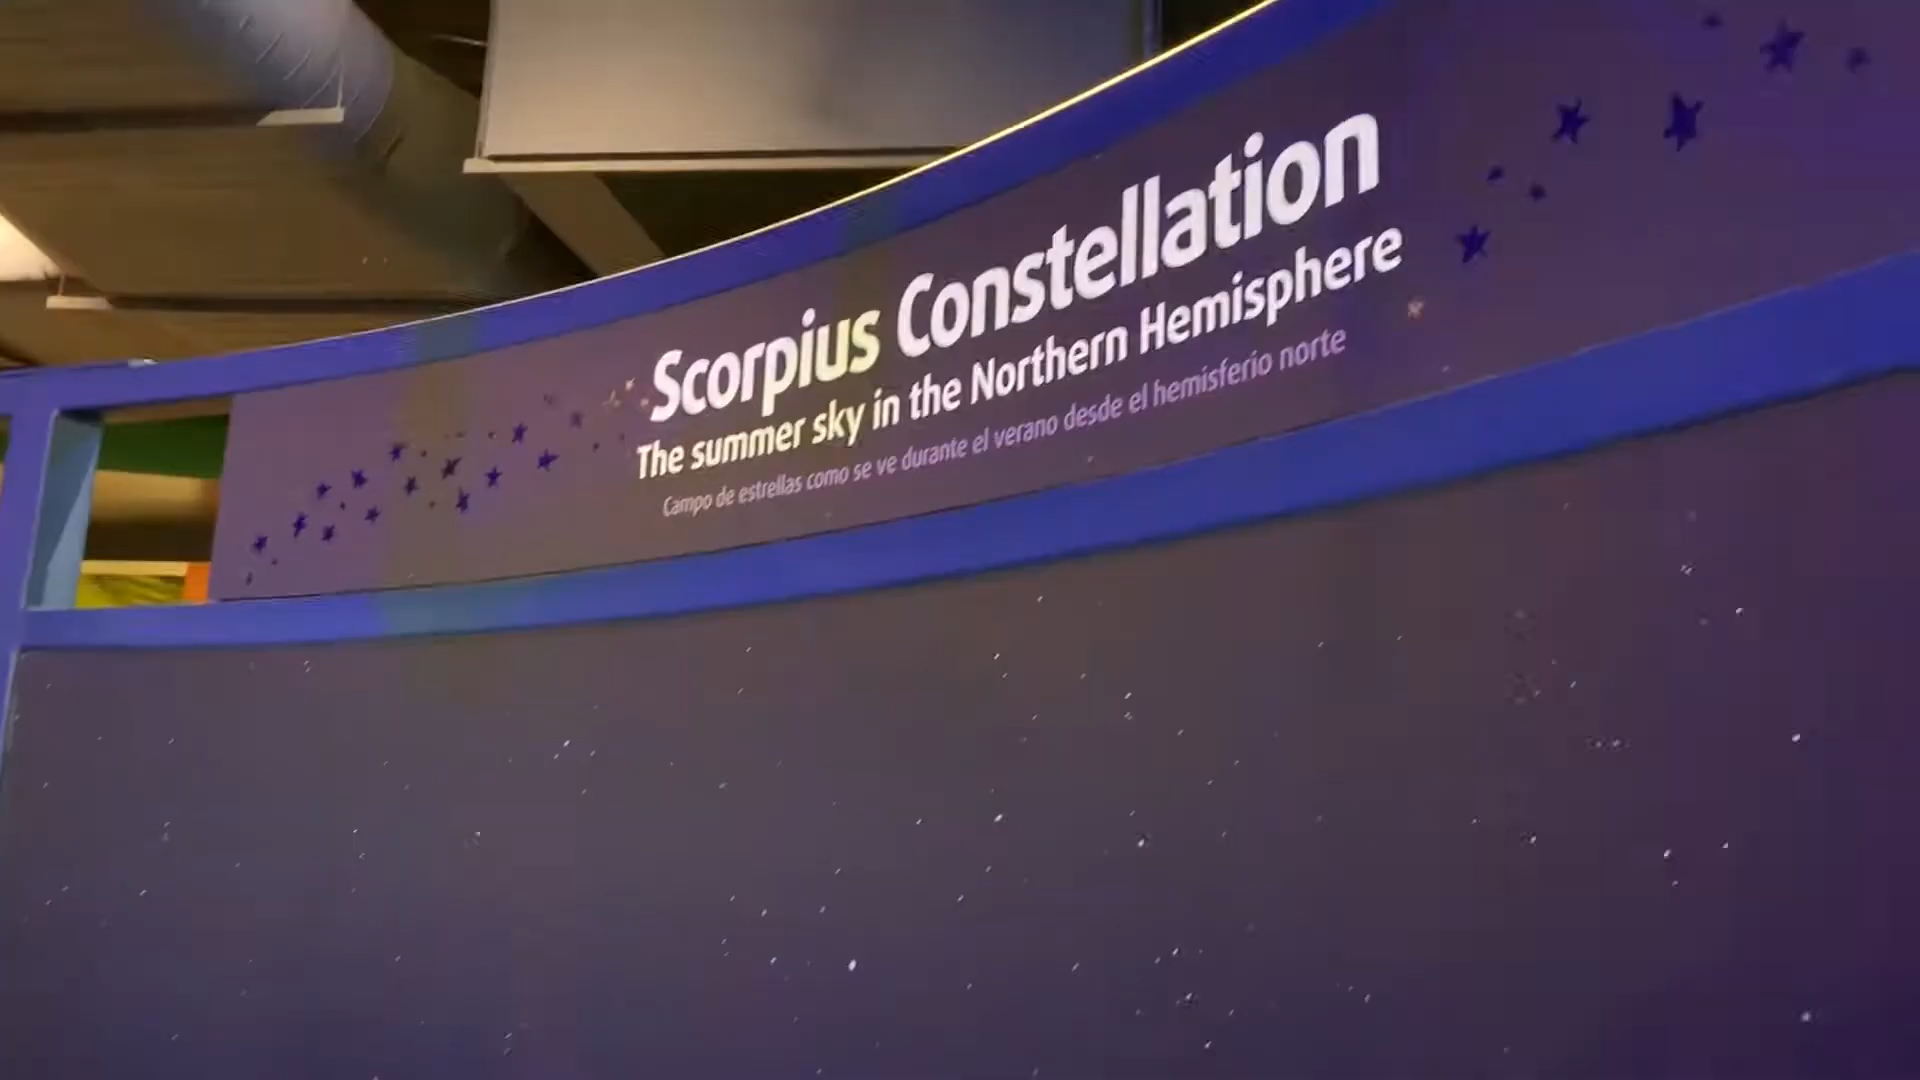 Scorpius Constellation
The summer sky in the Northern Hemisphere
Campo de estrellas como se ve durante el verano desde el hemisferio norte